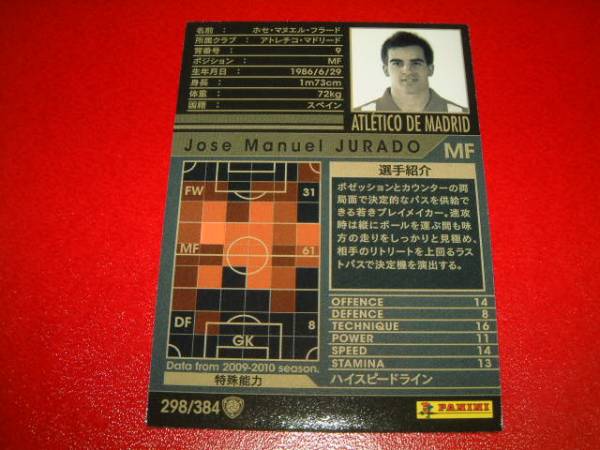 名前 : ホセ・マヌエル・フラード
所属クラブ : アトレチコ・マドリード
背番号 : 9
ポジション : MF
生年月日 : 1986/6/29
身長 : 1m73cm
体重 : 72kg
国籍 : スペイン
ATLÉTICO DE MADRID
Jose Manuel JURADO
MF
FW 31
MF 61
DF 8
GK
Data from 2009-2010 season.
選手紹介
ポゼッションとカウンターの両
局面で決定的なパスを供給で
できる若きプレイメイカー。速攻
時は縦にボールを運ぶ間も味
方の走りをしっかりと見極め、
相手のリトリートを上回るラス
トパスで決定機を演出する。
OFFENCE 14
DEFENCE 8
TECHNIQUE 16
POWER 11
SPEED 14
STAMINA 13
特殊能力
ハイスピードライン
298/384
PANINI